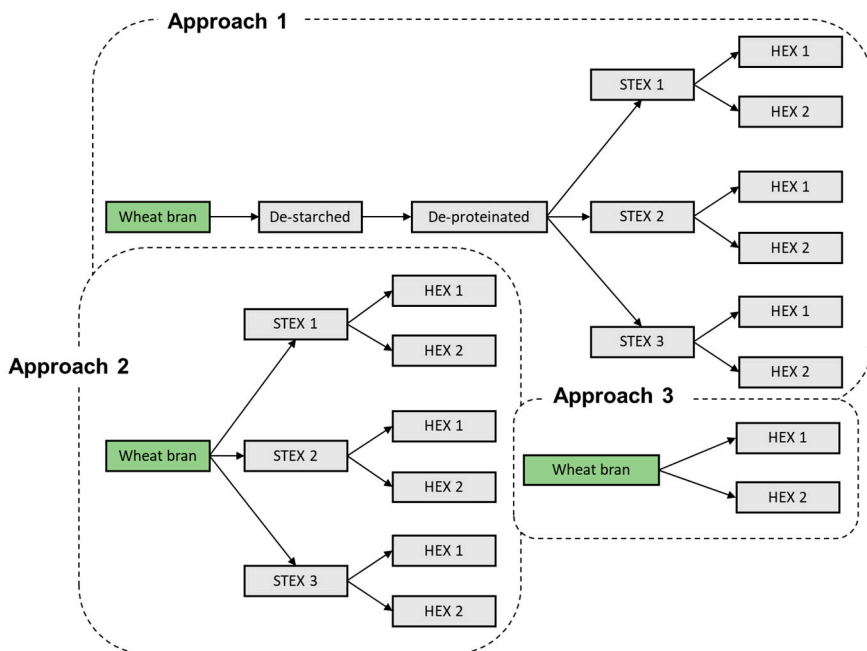 Approach 1
HEX 1
STEX 1
HEX 2
HEX 1
Wheat bran
De-starched
De-proteinated
STEX 2
HEX 2
HEX 1
STEX 3
HEX 2
Approach 2
HEX 1
STEX 1
HEX 2
HEX 1
Wheat bran
STEX 2
HEX 2
HEX 1
STEX 3
HEX 2
Approach 3
HEX 1
Wheat bran
HEX 2